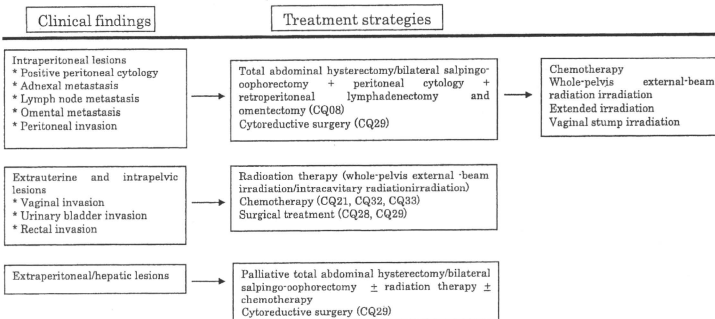 Clinical findings
Treatment strategies
Intraperitoneal lesions
* Positive peritoneal cytology
* Adnexal metastasis
* Lymph node metastasis
* Omental metastasis
* Peritoneal invasion
Total abdominal hysterectomy/bilateral salpingo-
oophorectomy + peritoneal cytology +
retroperitoneal lymphadenectomy and
omentectomy (CQ08)
Cytoreductive surgery (CQ29)
Chemotherapy
Whole-pelvis external-beam
radiation irradiation
Extended irradiation
Vaginal stump irradiation
Extrauterine and intrapelvic
lesions
* Vaginal invasion
* Urinary bladder invasion
* Rectal invasion
Radioation therapy (whole-pelvis external -beam
irradiation/intracavitary radiationirradiation)
Chemotherapy (CQ21, CQ32, CQ33)
Surgical treatment (CQ28, CQ29)
Extraperitoneal/hepatic lesions
Palliative total abdominal hysterectomy/bilateral
salpingo-oophorectomy ± radiation therapy ±
chemotherapy
Cytoreductive surgery (CQ29)